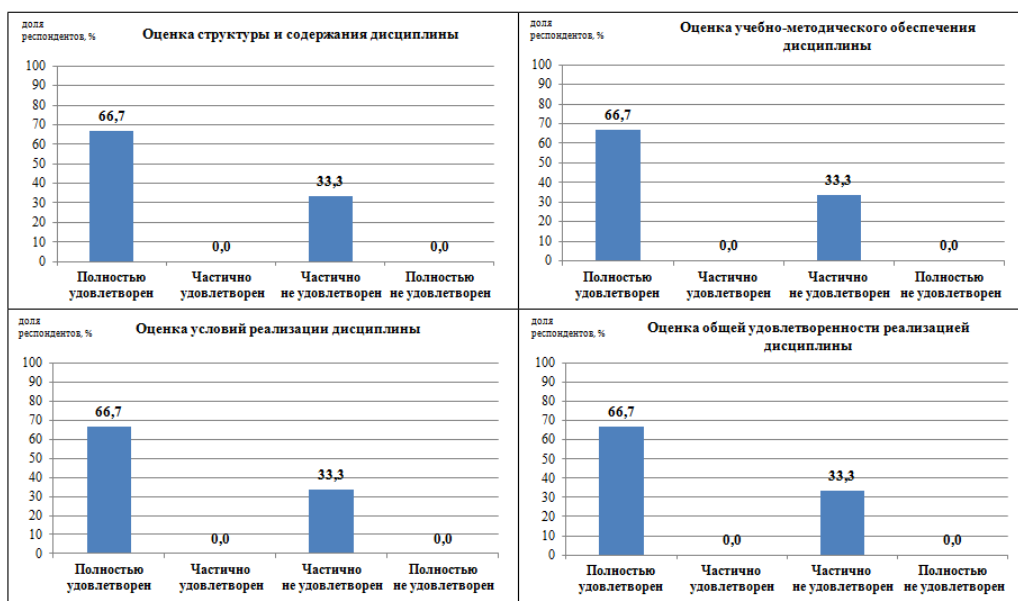 доля
респондентов, %
Оценка структуры и содержания дисциплины
100
90
80
70
60
50
40
30
20
10
0
66,7
0,0
33,3
0,0
Полностью
удовлетворен
Частично
удовлетворен
Частично
не удовлетворен
Полностью
не удовлетворен
доля
респондентов, %
Оценка учебно-методического обеспечения
дисциплины
100
90
80
70
60
50
40
30
20
10
0
66,7
0,0
33,3
0,0
Полностью
удовлетворен
Частично
удовлетворен
Частично
не удовлетворен
Полностью
не удовлетворен
доля
респондентов, %
Оценка условий реализации дисциплины
100
90
80
70
60
50
40
30
20
10
0
66,7
0,0
33,3
0,0
Полностью
удовлетворен
Частично
удовлетворен
Частично
не удовлетворен
Полностью
не удовлетворен
доля
респондентов, %
Оценка общей удовлетворенности реализацией
дисциплины
100
90
80
70
60
50
40
30
20
10
0
66,7
0,0
33,3
0,0
Полностью
удовлетворен
Частично
удовлетворен
Частично
не удовлетворен
Полностью
не удовлетворен